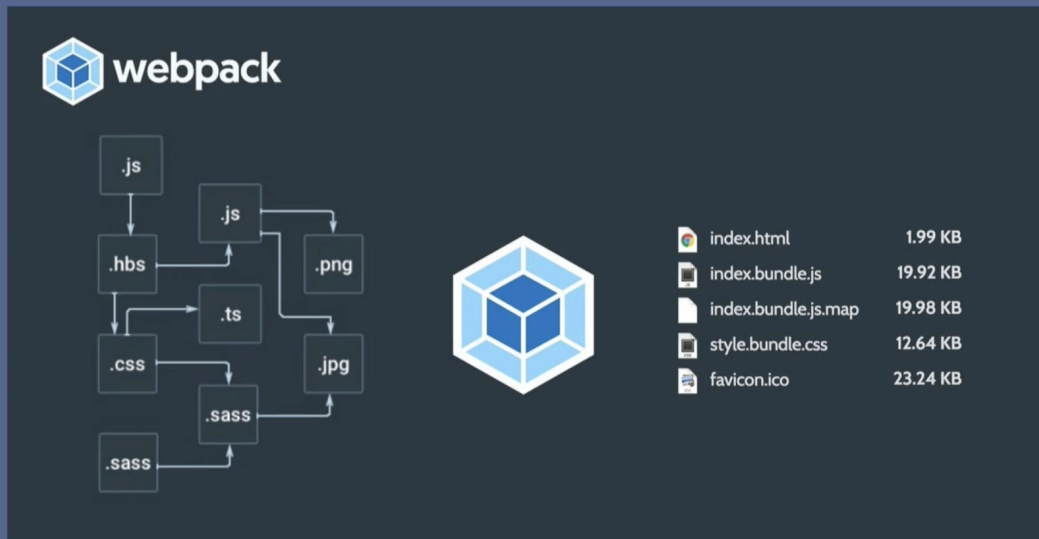 webpack
.js
.js
.hbs
.png
.ts
.css
.jpg
.sass
.sass
index.html 1.99 KB
index.bundle.js 19.92 KB
index.bundle.js.map 19.98 KB
style.bundle.css 12.64 KB
favicon.ico 23.24 KB